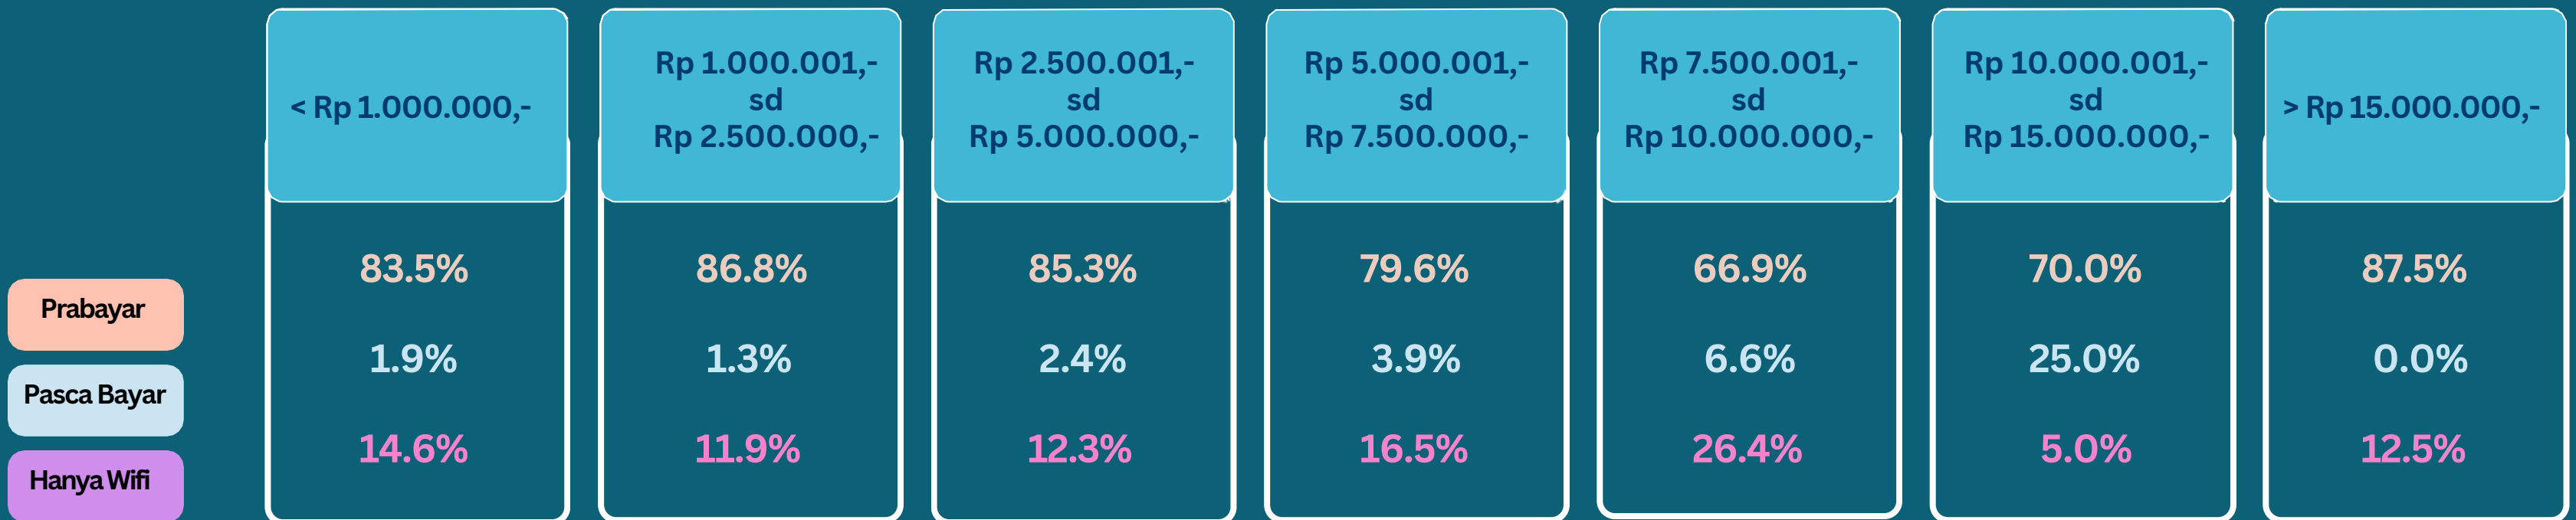 < Rp 1.000.000,-
Rp 1.000.001,-
sd
Rp 2.500.000,-
Rp 2.500.001,-
sd
Rp 5.000.000,-
Rp 5.000.001,-
sd
Rp 7.500.000,-
Rp 7.500.001,-
sd
Rp 10.000.000,-
Rp 10.000.001,-
sd
Rp 15.000.000,-
> Rp 15.000.000,-
Prabayar
83.5% 86.8% 85.3% 79.6% 66.9% 70.0% 87.5%
Pasca Bayar
1.9% 1.3% 2.4% 3.9% 6.6% 25.0% 0.0%
Hanya Wifi
14.6% 11.9% 12.3% 16.5% 26.4% 5.0% 12.5%